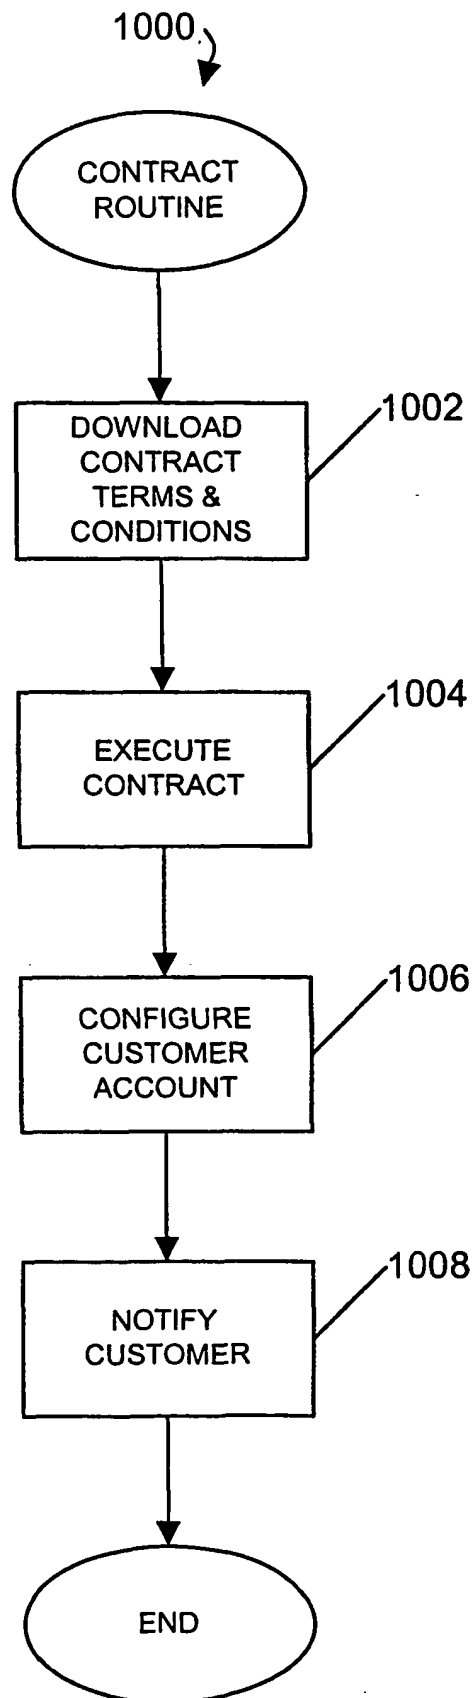 1000
CONTRACT
ROUTINE
1002
DOWNLOAD
CONTRACT
TERMS &
CONDITIONS
1004
EXECUTE
CONTRACT
1006
CONFIGURE
CUSTOMER
ACCOUNT
1008
NOTIFY
CUSTOMER
END